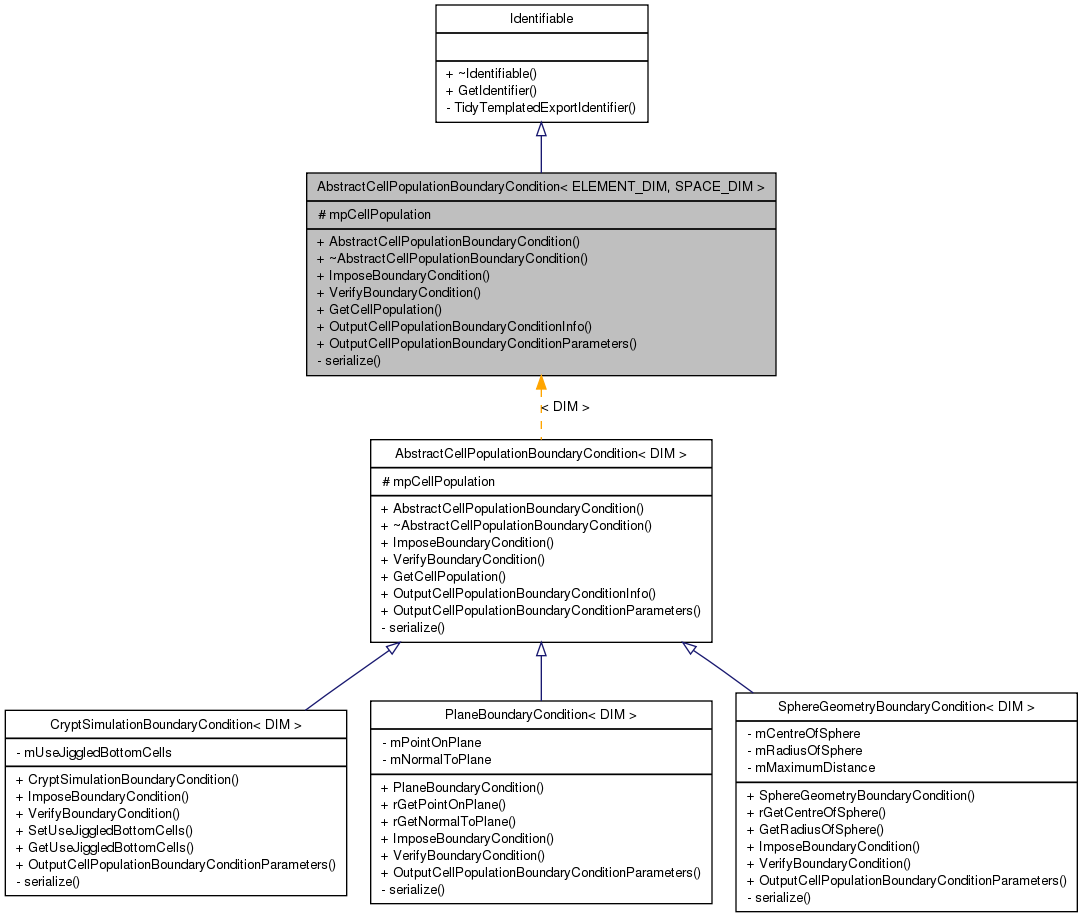 Identifiable
+ ~Identifiable()
+ GetIdentifier()
- TidyTemplatedExportIdentifier()
AbstractCellPopulationBoundaryCondition< ELEMENT_DIM, SPACE_DIM >
# mpCellPopulation
+ AbstractCellPopulationBoundaryCondition()
+ ~AbstractCellPopulationBoundaryCondition()
+ ImposeBoundaryCondition()
+ VerifyBoundaryCondition()
+ GetCellPopulation()
+ OutputCellPopulationBoundaryConditionInfo()
+ OutputCellPopulationBoundaryConditionParameters()
- serialize()
< DIM >
AbstractCellPopulationBoundaryCondition< DIM >
# mpCellPopulation
+ AbstractCellPopulationBoundaryCondition()
+ ~AbstractCellPopulationBoundaryCondition()
+ ImposeBoundaryCondition()
+ VerifyBoundaryCondition()
+ GetCellPopulation()
+ OutputCellPopulationBoundaryConditionInfo()
+ OutputCellPopulationBoundaryConditionParameters()
- serialize()
CryptSimulationBoundaryCondition< DIM >
- mUseJiggledBottomCells
+ CryptSimulationBoundaryCondition()
+ ImposeBoundaryCondition()
+ VerifyBoundaryCondition()
+ SetUseJiggledBottomCells()
+ GetUseJiggledBottomCells()
+ OutputCellPopulationBoundaryConditionParameters()
- serialize()
PlaneBoundaryCondition< DIM >
- mPointOnPlane
- mNormalToPlane
+ PlaneBoundaryCondition()
+ rGetPointOnPlane()
+ rGetNormalToPlane()
+ ImposeBoundaryCondition()
+ VerifyBoundaryCondition()
+ OutputCellPopulationBoundaryConditionParameters()
- serialize()
SphereGeometryBoundaryCondition< DIM >
- mCentreOfSphere
- mRadiusOfSphere
- mMaximumDistance
+ SphereGeometryBoundaryCondition()
+ rGetCentreOfSphere()
+ GetRadiusOfSphere()
+ ImposeBoundaryCondition()
+ VerifyBoundaryCondition()
+ OutputCellPopulationBoundaryConditionParameters()
- serialize()